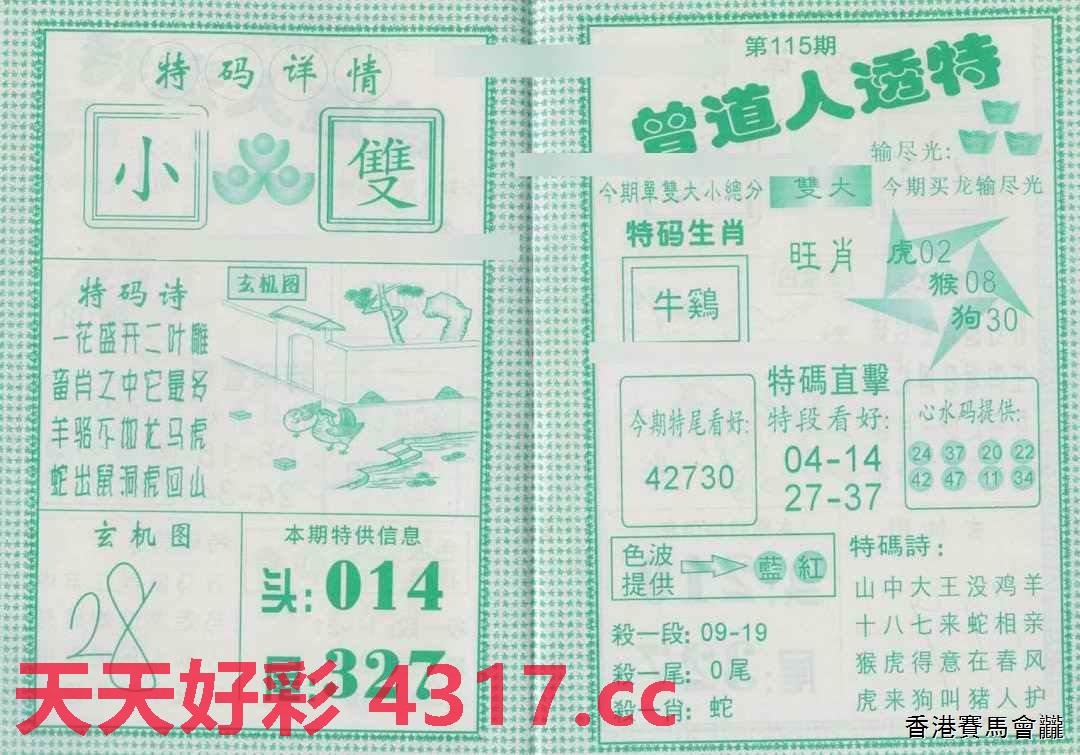 特码详情
小 雙
特码诗
一花盛开二叶雕
畜肖之中它最多
羊骆不如龙马虎
蛇出鼠洞虎回山
玄机图
玄机图
28
本期特供信息
头:014
尾:327
第115期
曾道人透特
输尽光:
今期單雙大小總分 雙大
今期买龙输尽光
特码生肖
牛鷄
旺肖
虎02
猴08
狗30
今期特尾看好:
42730
特碼直擊
特段看好:
04-14
27-37
心水码提供:
24 37 20 22
42 47 11 34
色波
提供
藍 紅
殺一段: 09-19
殺一尾: 0尾
殺一肖: 蛇
特碼詩:
山中大王没鸡羊
十八七来蛇相亲
猴虎得意在春风
虎来狗叫猪人护
天天好彩 4317.cc
香港賽馬會